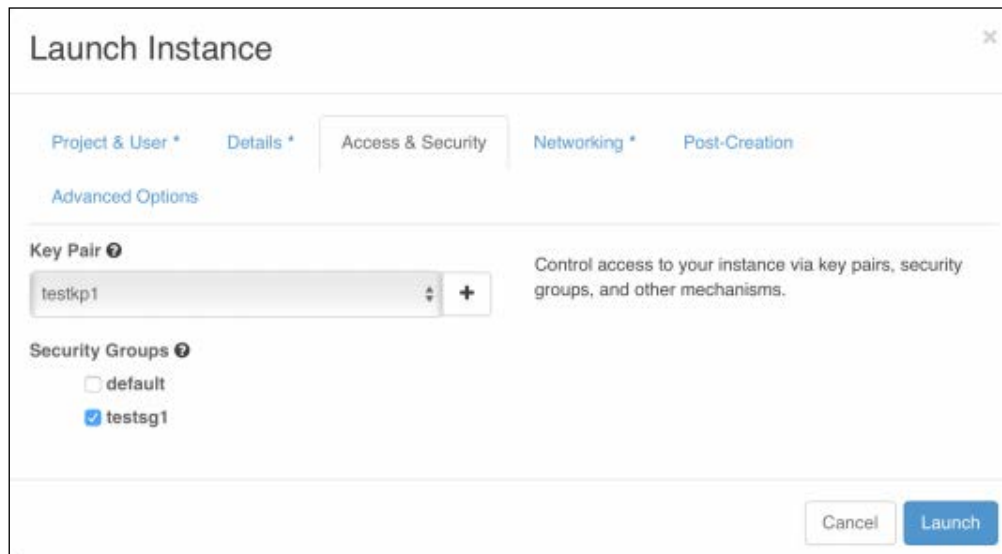 Launch Instance
×
Project & User *
Details *
Access & Security
Networking *
Post-Creation
Advanced Options
Key Pair
testkp1
+
Control access to your instance via key pairs, security
groups, and other mechanisms.
Security Groups
default
testsg1
Cancel
Launch